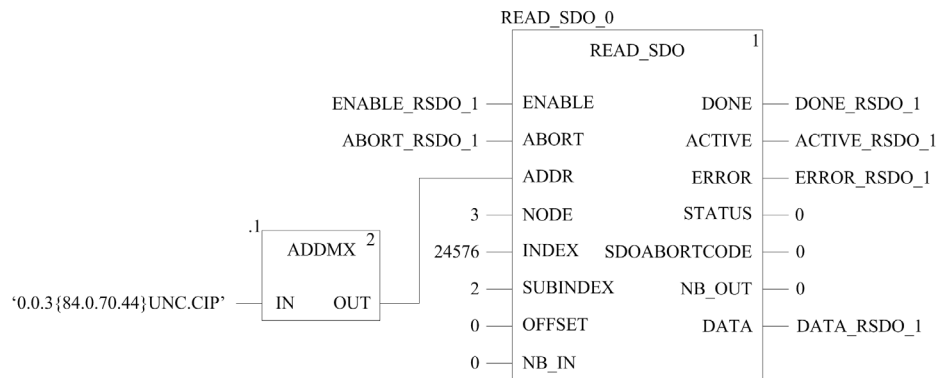 READ_SDO_0
READ_SDO 1
ENABLE_RSDO_1 ENABLE DONE DONE_RSDO_1
ABORT_RSDO_1 ABORT ACTIVE ACTIVE_RSDO_1
ADDR ERROR ERROR_RSDO_1
3 NODE STATUS 0
24576 INDEX SDOABORTCODE 0
2 SUBINDEX NB_OUT 0
0 OFFSET DATA DATA_RSDO_1
0 NB_IN
.1
ADDMX 2
‘0.0.3{84.0.70.44}UNC.CIP’ IN OUT